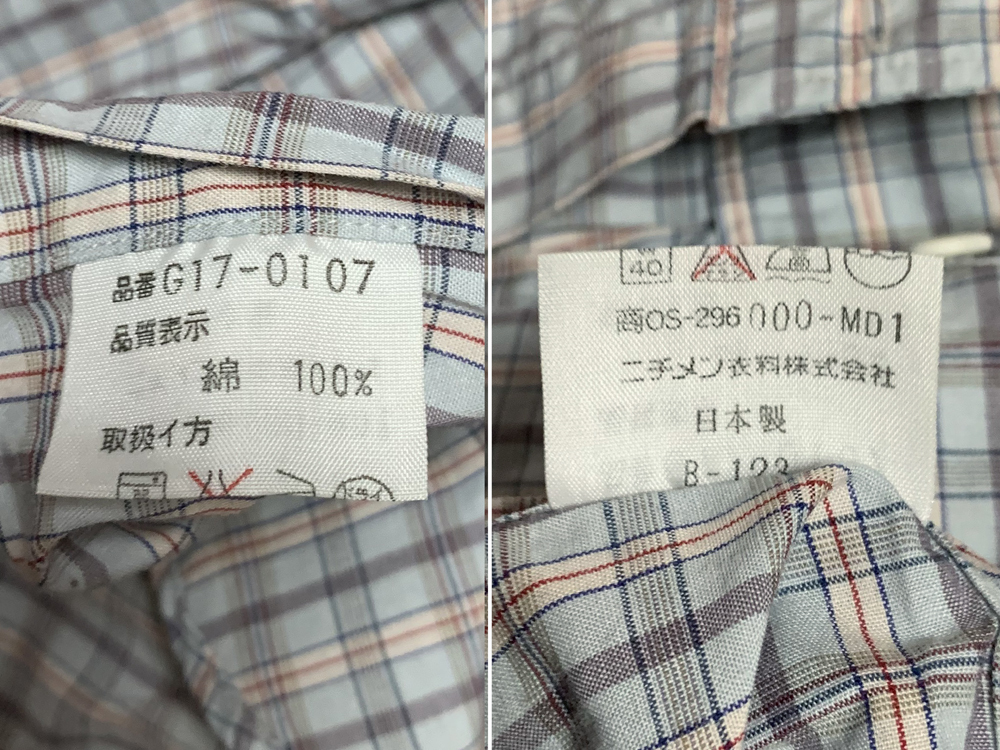 品番G17-0107
品質表示
綿 100%
取扱イ方
40
商OS-296000-MD1
ニチメン衣料株式会社
日本製
B-123